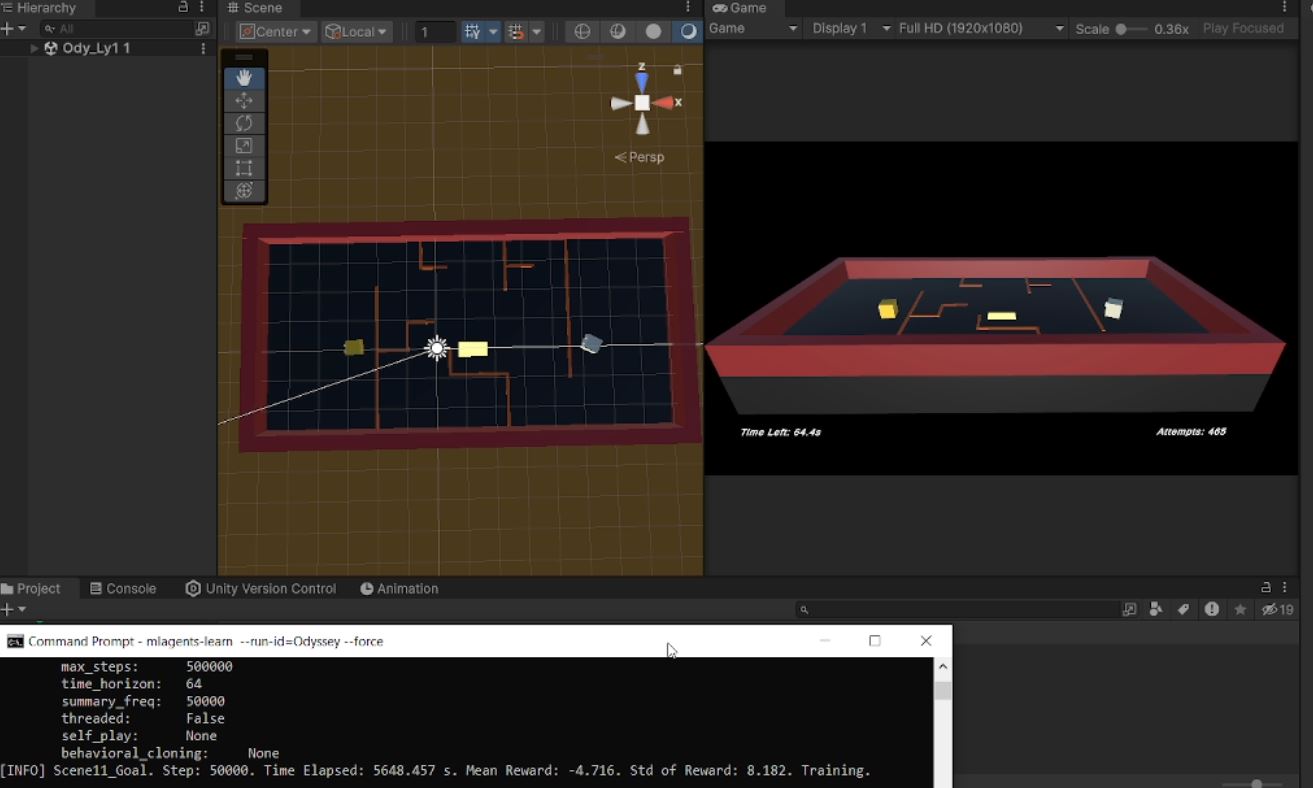 Hierarchy
Scene
Game
All
Center
Local
1
Game
Display 1
Full HD (1920x1080)
Scale
0.36x
Play Focused
Ody_Ly1 1
z
x
Persp
Time Left: 64.4s
Attempts: 465
Project
Console
Unity Version Control
Animation
19
Command Prompt - mlagents-learn --run-id=Odyssey --force
max_steps: 500000
time_horizon: 64
summary_freq: 50000
threaded: False
self_play: None
behavioral_cloning: None
[INFO] Scene11_Goal. Step: 50000. Time Elapsed: 5648.457 s. Mean Reward: -4.716. Std of Reward: 8.182. Training.